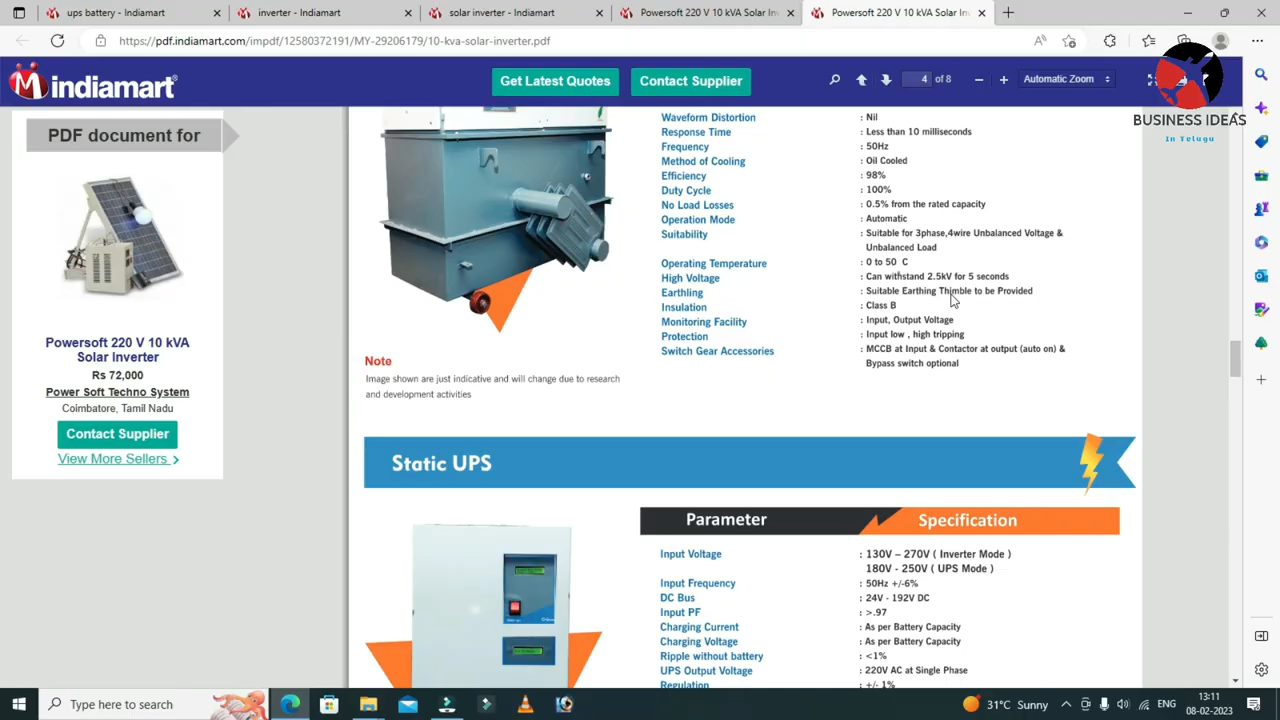 ups battery - Indiamart
inverter - Indiamart
solar inverter - Indiamart
Powersoft 220 V 10 kVA Solar Inv
Powersoft 220 V 10 kVA Solar Inv
https://pdf.indiamart.com/impdf/12580372191/MY-29206179/10-kva-solar-inverter.pdf
indiamart
Get Latest Quotes
Contact Supplier
4 of 8
Automatic Zoom
BUSINESS IDEAS
In Telugu
PDF document for
Powersoft 220 V 10 kVA
Solar Inverter
Rs 72,000
Power Soft Techno System
Coimbatore, Tamil Nadu
Contact Supplier
View More Sellers
Waveform Distortion : Nil
Response Time : Less than 10 milliseconds
Frequency : 50Hz
Method of Cooling : Oil Cooled
Efficiency : 98%
Duty Cycle : 100%
No Load Losses : 0.5% from the rated capacity
Operation Mode : Automatic
Suitability : Suitable for 3phase,4wire Unbalanced Voltage &
Unbalanced Load
Operating Temperature : 0 to 50 C
High Voltage : Can withstand 2.5kV for 5 seconds
Earthling : Suitable Earthing Thimble to be Provided
Insulation : Class B
Monitoring Facility : Input, Output Voltage
Protection : Input low , high tripping
Switch Gear Accessories : MCCB at Input & Contactor at output (auto on) &
Bypass switch optional
Note
Image shown are just indicative and will change due to research
and development activities
Static UPS
Parameter Specification
Input Voltage : 130V – 270V ( Inverter Mode )
180V - 250V ( UPS Mode )
Input Frequency : 50Hz +/-6%
DC Bus : 24V - 192V DC
Input PF : >.97
Charging Current : As per Battery Capacity
Charging Voltage : As per Battery Capacity
Ripple without battery : <1%
UPS Output Voltage : 220V AC at Single Phase
Regulation : +/- 1%
Type here to search
31°C Sunny
ENG
13:11
08-02-2023